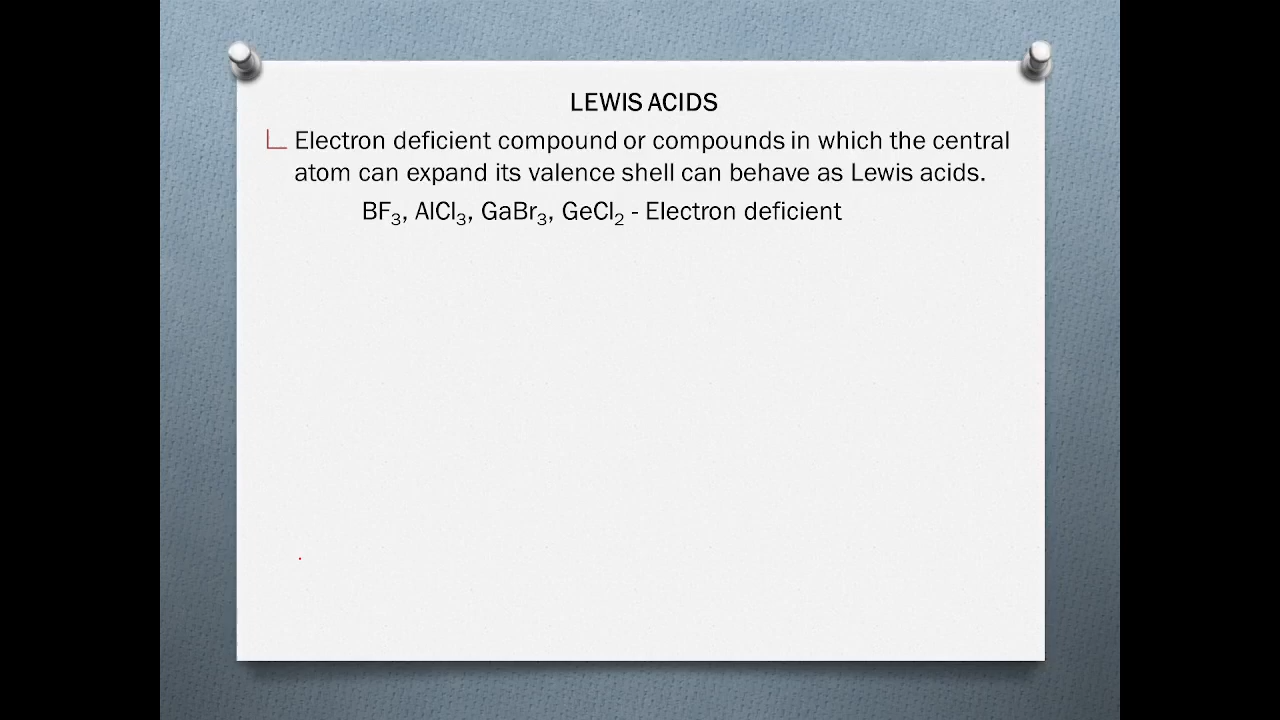 LEWIS ACIDS
Electron deficient compound or compounds in which the central
atom can expand its valence shell can behave as Lewis acids.
BF₃, AlCl₃, GaBr₃, GeCl₂ - Electron deficient